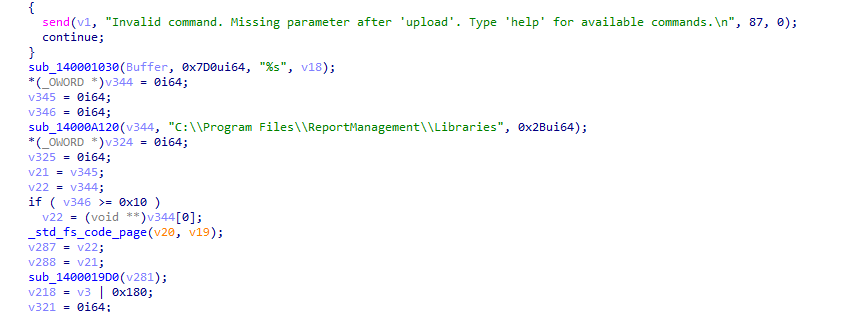 {
send(v1, "Invalid command. Missing parameter after 'upload'. Type 'help' for available commands.\n", 87, 0);
continue;
}
sub_140001030(Buffer, 0x7D0ui64, "%s", v18);
*(_OWORD *)v344 = 0i64;
v345 = 0i64;
v346 = 0i64;
sub_14000A120(v344, "C:\\Program Files\\ReportManagement\\Libraries", 0x2Bui64);
*(_OWORD *)v324 = 0i64;
v325 = 0i64;
v21 = v345;
v22 = v344;
if ( v346 >= 0x10 )
v22 = (void **)v344[0];
_std_fs_code_page(v20, v19);
v287 = v22;
v288 = v21;
sub_1400019D0(v281);
v218 = v3 | 0x180;
v321 = 0i64;